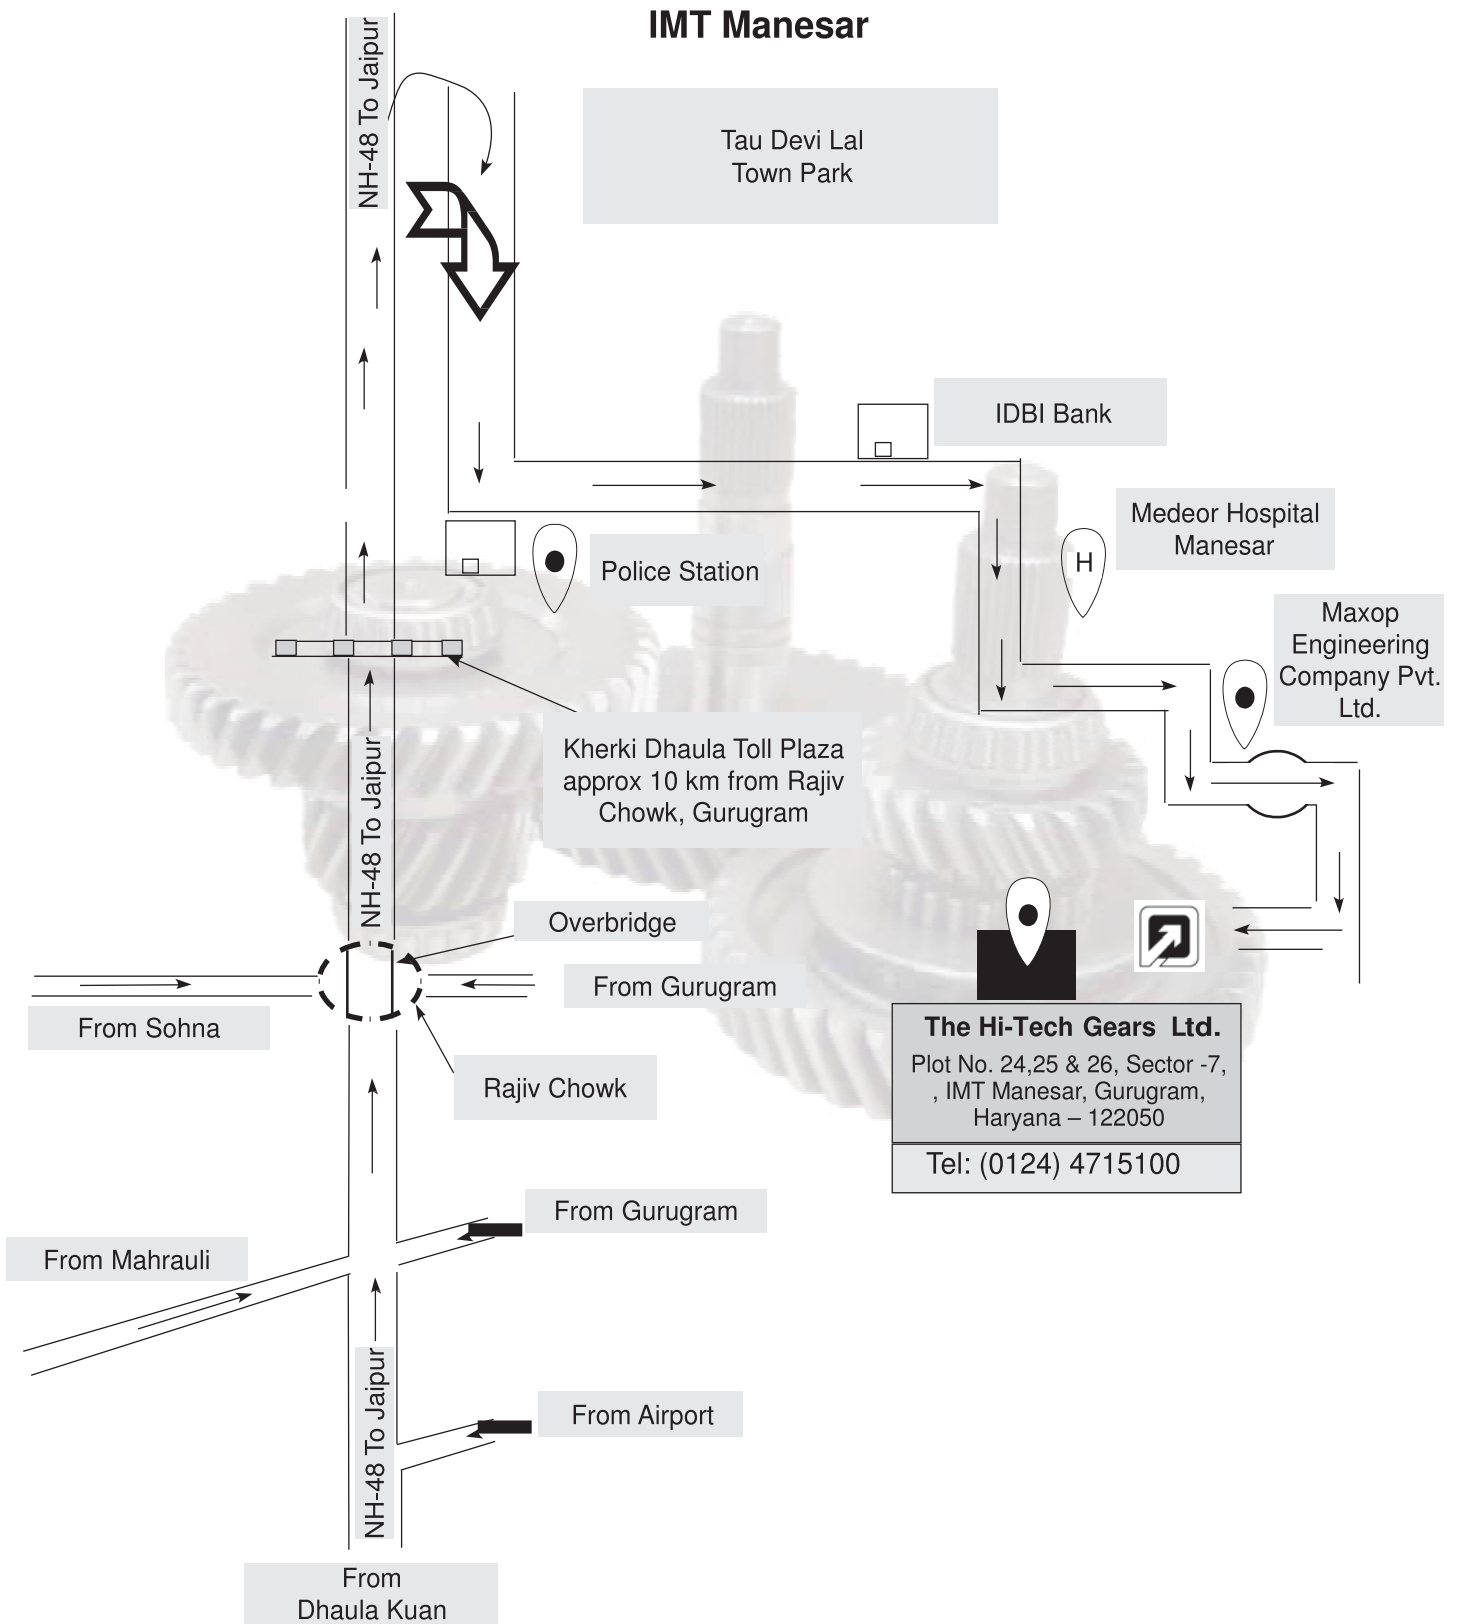 IMT Manesar
NH-48 To Jaipur
Tau Devi Lal
Town Park
IDBI Bank
Medeor Hospital
Manesar
H
Police Station
Maxop
Engineering
Company Pvt.
Ltd.
Kherki Dhaula Toll Plaza
approx 10 km from Rajiv
Chowk, Gurugram
NH-48 To Jaipur
Overbridge
From Gurugram
From Sohna
Rajiv Chowk
The Hi-Tech Gears Ltd.
Plot No. 24,25 & 26, Sector -7,
, IMT Manesar, Gurugram,
Haryana – 122050
Tel: (0124) 4715100
From Gurugram
From Mahrauli
From Airport
NH-48 To Jaipur
From
Dhaula Kuan